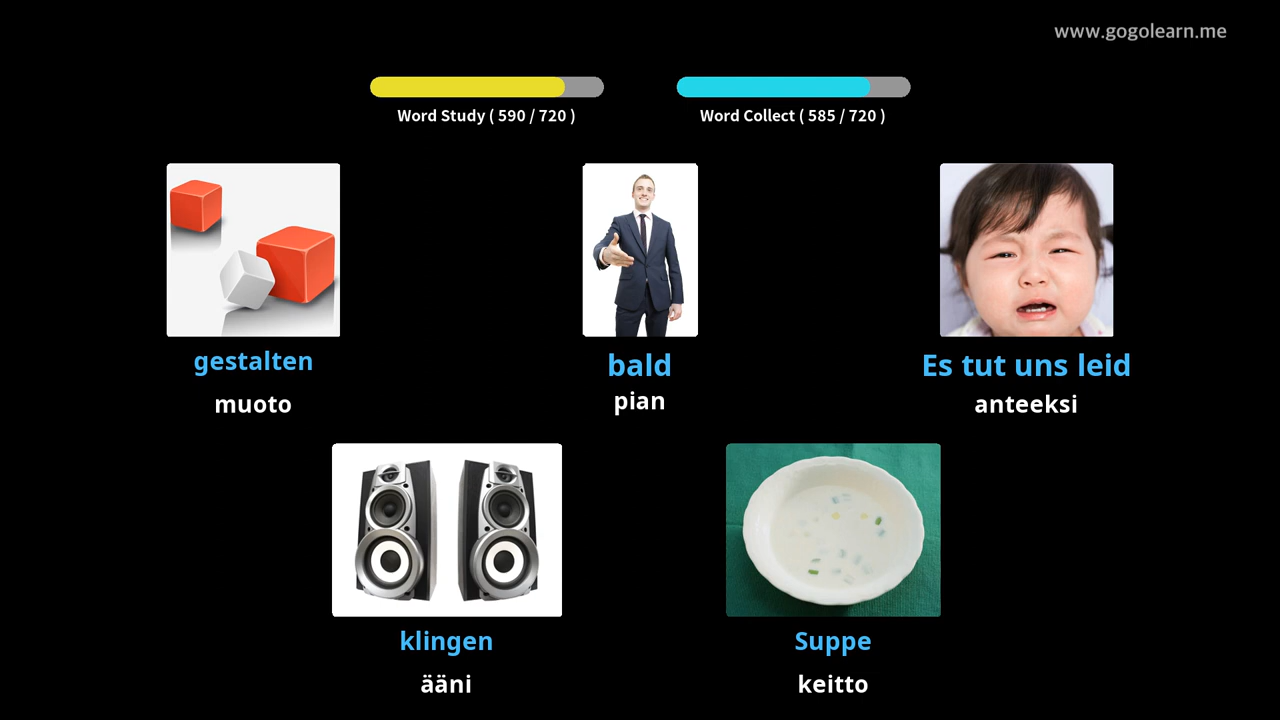 www.gogolearn.me
Word Study ( 590 / 720 )
Word Collect ( 585 / 720 )
gestalten
muoto
bald
pian
Es tut uns leid
anteeksi
klingen
ääni
Suppe
keitto